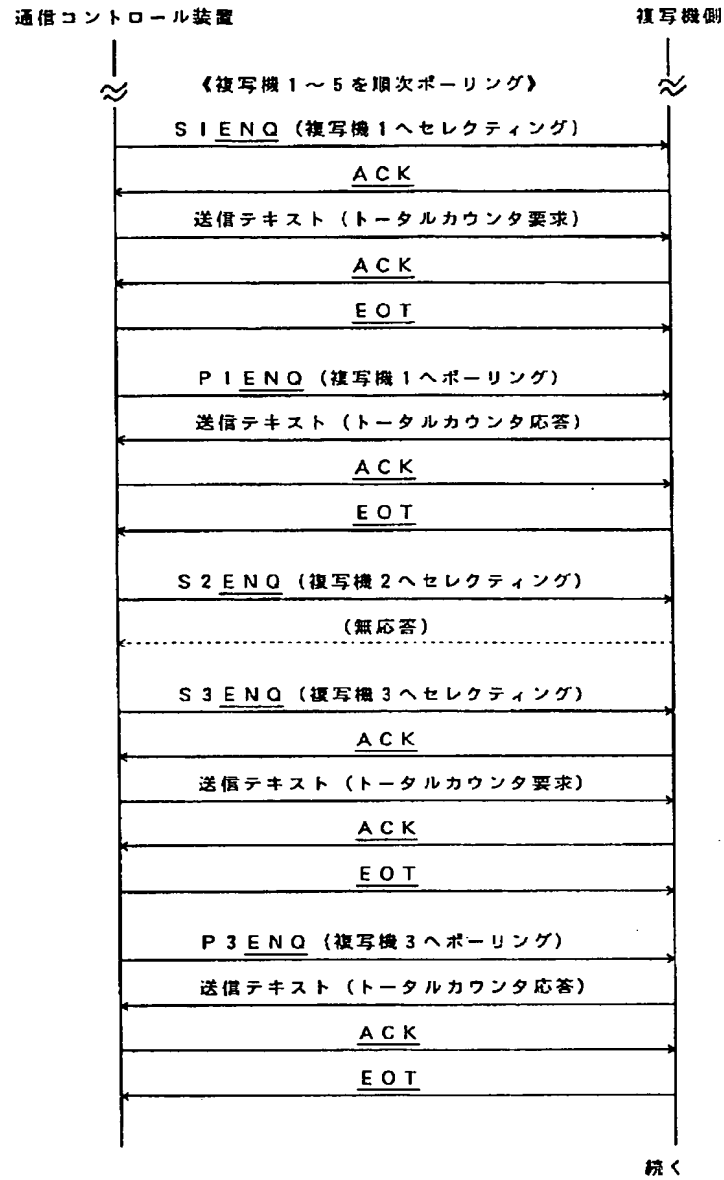 通信コントロール装置 複写機側
《複写機1~5を順次ポーリング》
S1ENQ(複写機1へセレクティング)
ACK
送信テキスト(トータルカウンタ要求)
ACK
EOT
P1ENQ(複写機1へポーリング)
送信テキスト(トータルカウンタ応答)
ACK
EOT
S2ENQ(複写機2へセレクティング)
(無応答)
S3ENQ(複写機3へセレクティング)
ACK
送信テキスト(トータルカウンタ要求)
ACK
EOT
P3ENQ(複写機3へポーリング)
送信テキスト(トータルカウンタ応答)
ACK
EOT
続く